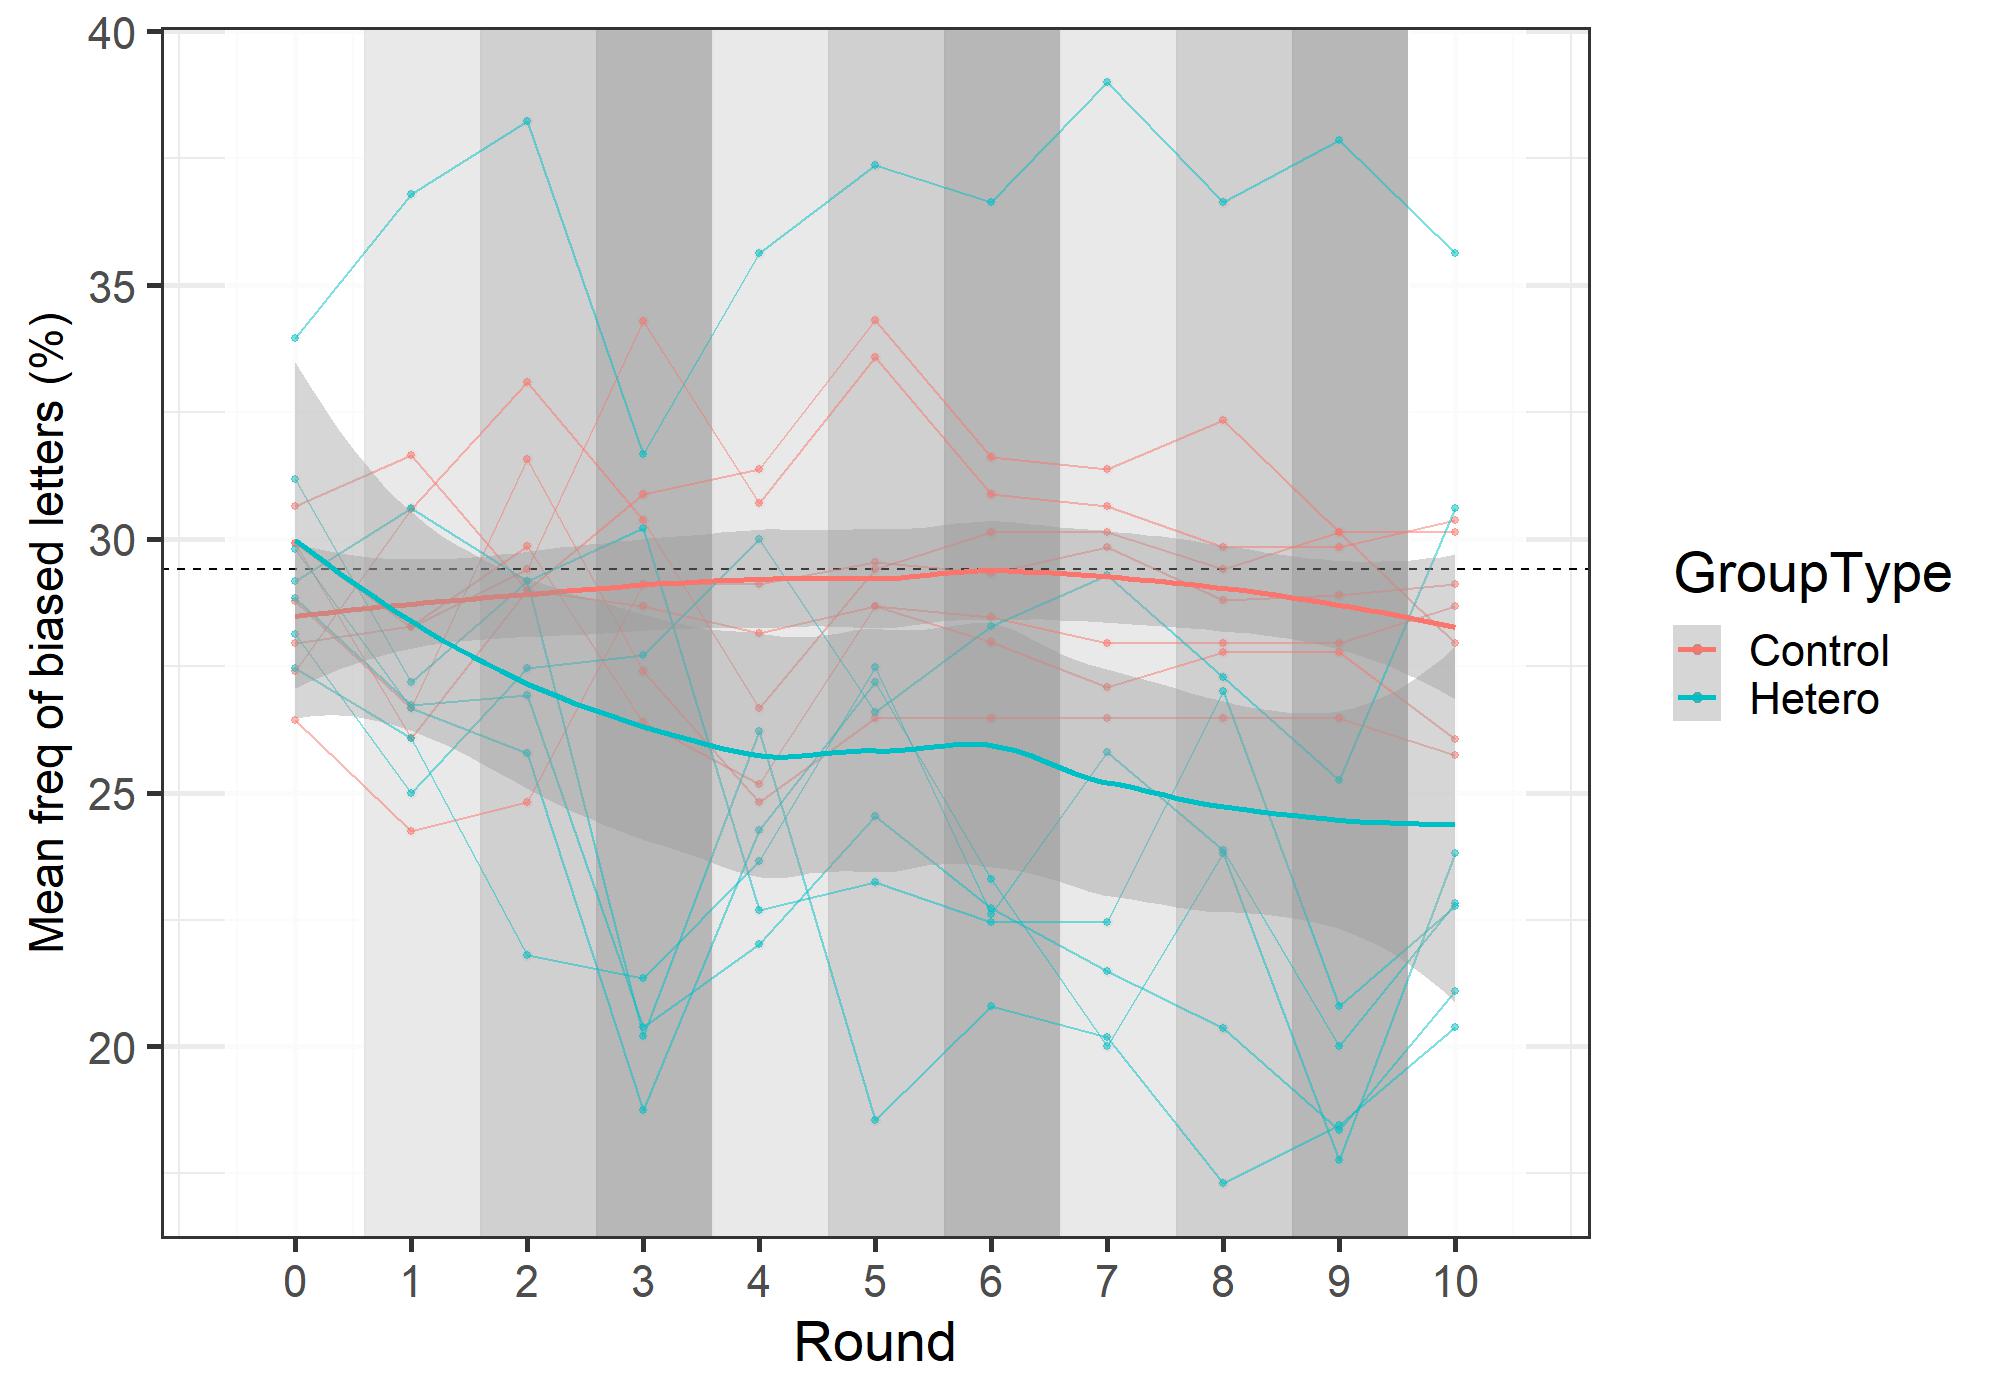 40
35
30
25
20
Mean freq of biased letters (%)
0 1 2 3 4 5 6 7 8 9 10
Round
GroupType
Control
Hetero